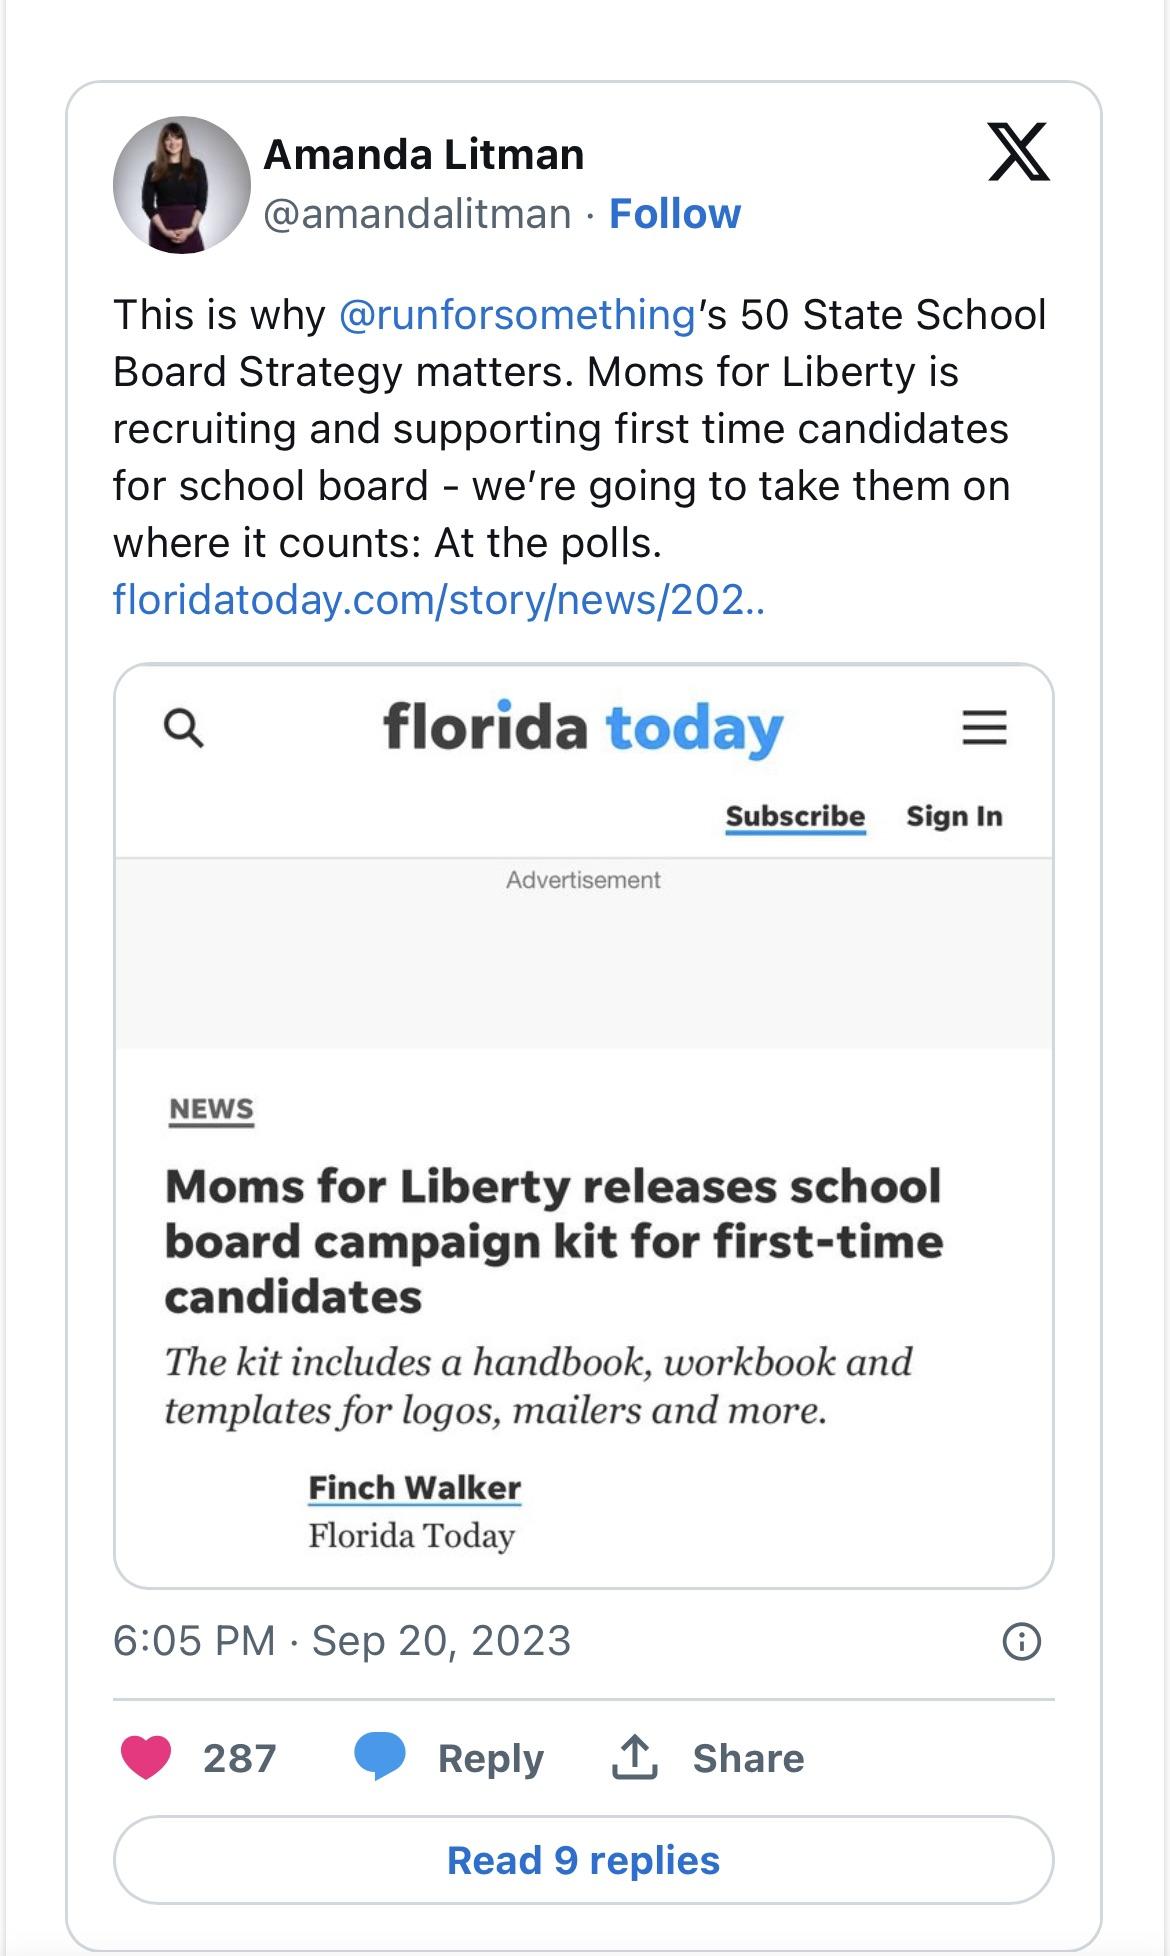 Amanda Litman
@amandalitman · Follow
This is why @runforsomething’s 50 State School
Board Strategy matters. Moms for Liberty is
recruiting and supporting first time candidates
for school board - we’re going to take them on
where it counts: At the polls.
floridatoday.com/story/news/202..
florida today
Subscribe Sign In
Advertisement
NEWS
Moms for Liberty releases school
board campaign kit for first-time
candidates
The kit includes a handbook, workbook and
templates for logos, mailers and more.
Finch Walker
Florida Today
6:05 PM · Sep 20, 2023
287 Reply Share
Read 9 replies